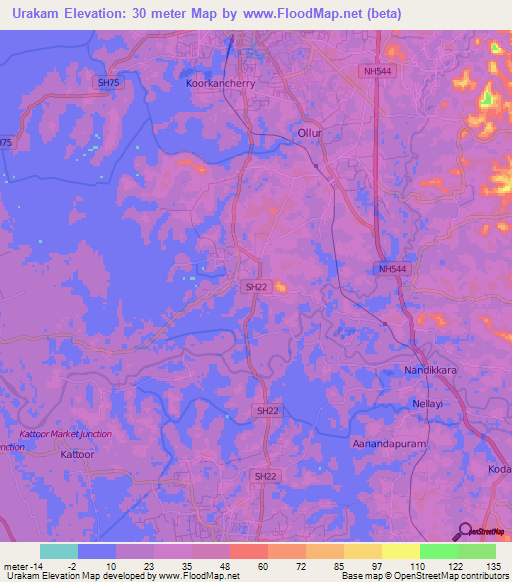 Urakam Elevation: 30 meter Map by www.FloodMap.net (beta)
SH75
Koorkancherry
NH544
Ollur
H75
NH544
SH22
Nandikkara
Nellayi
SH22
Kattoor Market Junction
Aanandapuram
nction
Kattoor
Koda
SH22
OpenStreetMap
meter -14 -2 10 23 35 48 60 72 85 97 110 122 135
Urakam Elevation Map developed by www.FloodMap.net
Base map © OpenStreetMap contributors